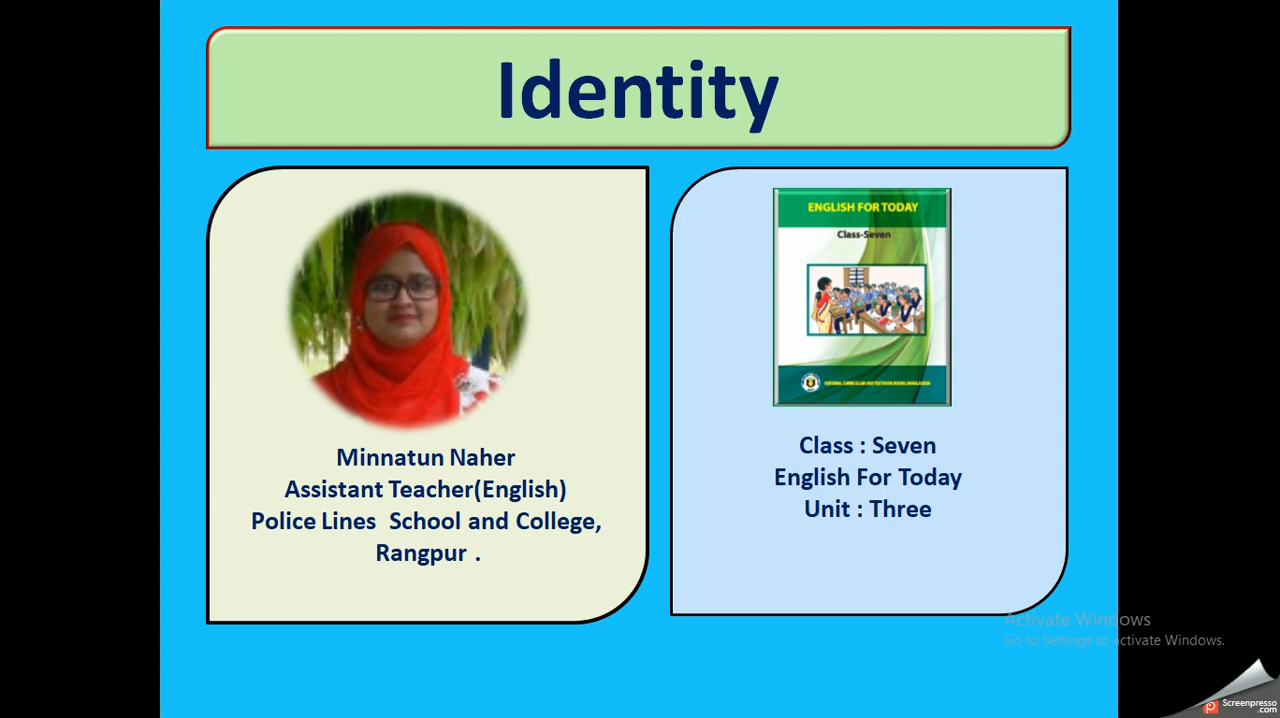 Identity
Minnatun Naher
Assistant Teacher(English)
Police Lines School and College,
Rangpur .
ENGLISH FOR TODAY
Class-Seven
NATIONAL CURRICULUM AND TEXTBOOK BOARD, BANGLADESH
Class : Seven
English For Today
Unit : Three
Activate Windows
Go to Settings to activate Windows.
Screenpresso
.com